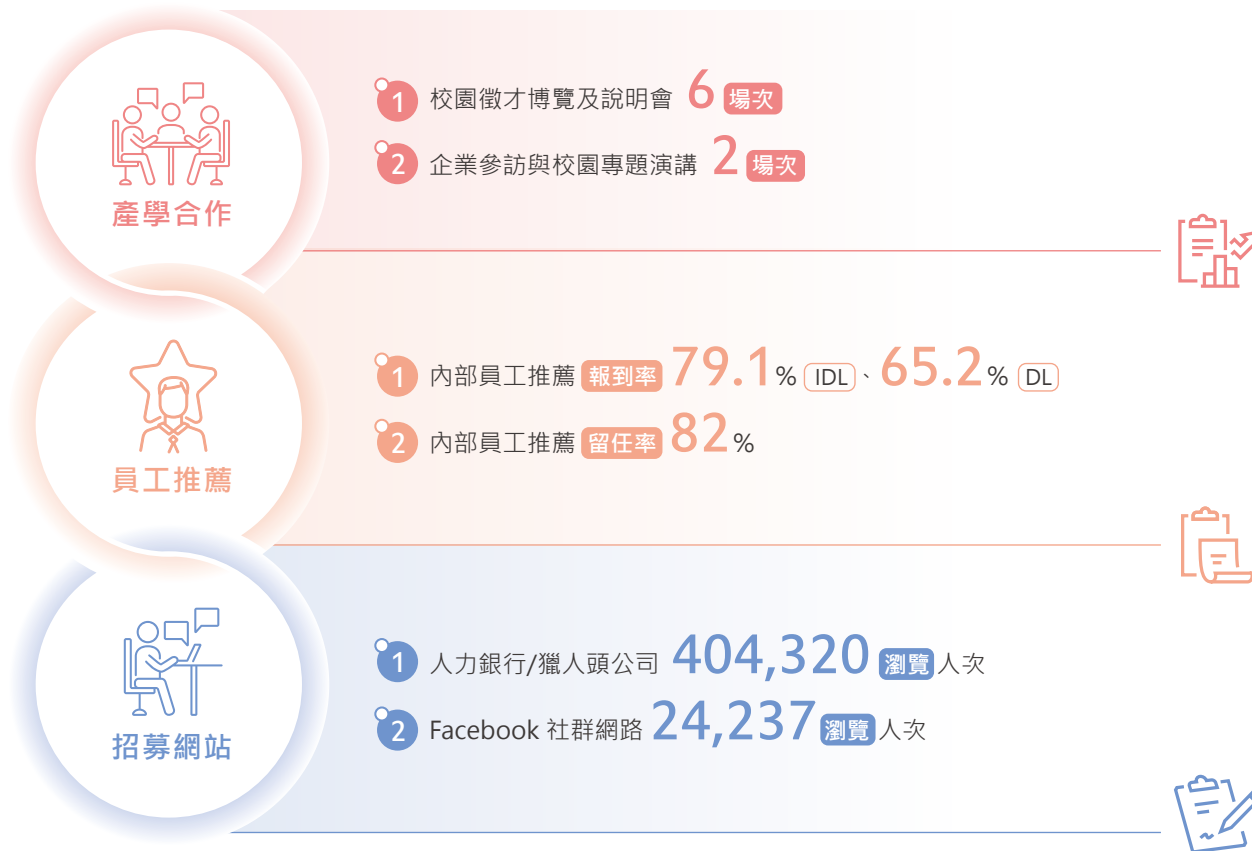 產學合作
1 校園徵才博覽及說明會 6 場次
2 企業參訪與校園專題演講 2 場次
員工推薦
1 內部員工推薦 報到率 79.1% IDL、65.2% DL
2 內部員工推薦 留任率 82%
招募網站
1 人力銀行/獵人頭公司 404,320 瀏覽人次
2 Facebook 社群網路 24,237 瀏覽人次